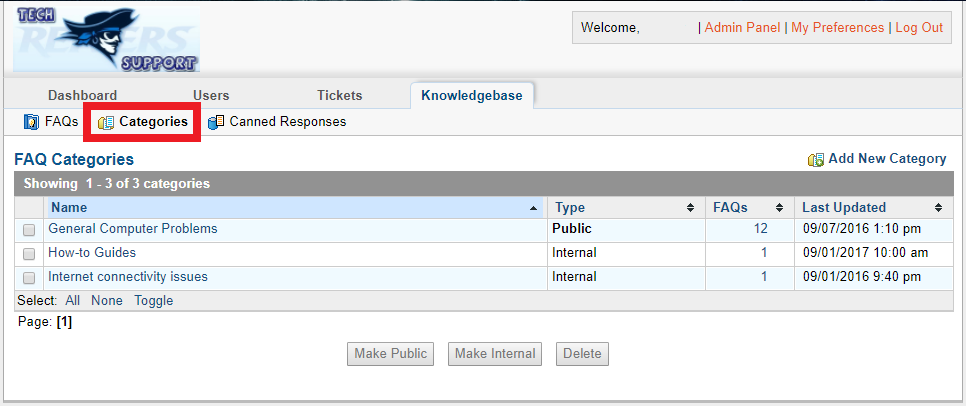 TECH
RE ERS
SUPPORT
Welcome, | Admin Panel | My Preferences | Log Out
Dashboard Users Tickets Knowledgebase
FAQs Categories Canned Responses
FAQ Categories Add New Category
Showing 1 - 3 of 3 categories
Name Type FAQs Last Updated
General Computer Problems Public 12 09/07/2016 1:10 pm
How-to Guides Internal 1 09/01/2017 10:00 am
Internet connectivity issues Internal 1 09/01/2016 9:40 pm
Select: All None Toggle
Page: [1]
Make Public Make Internal Delete